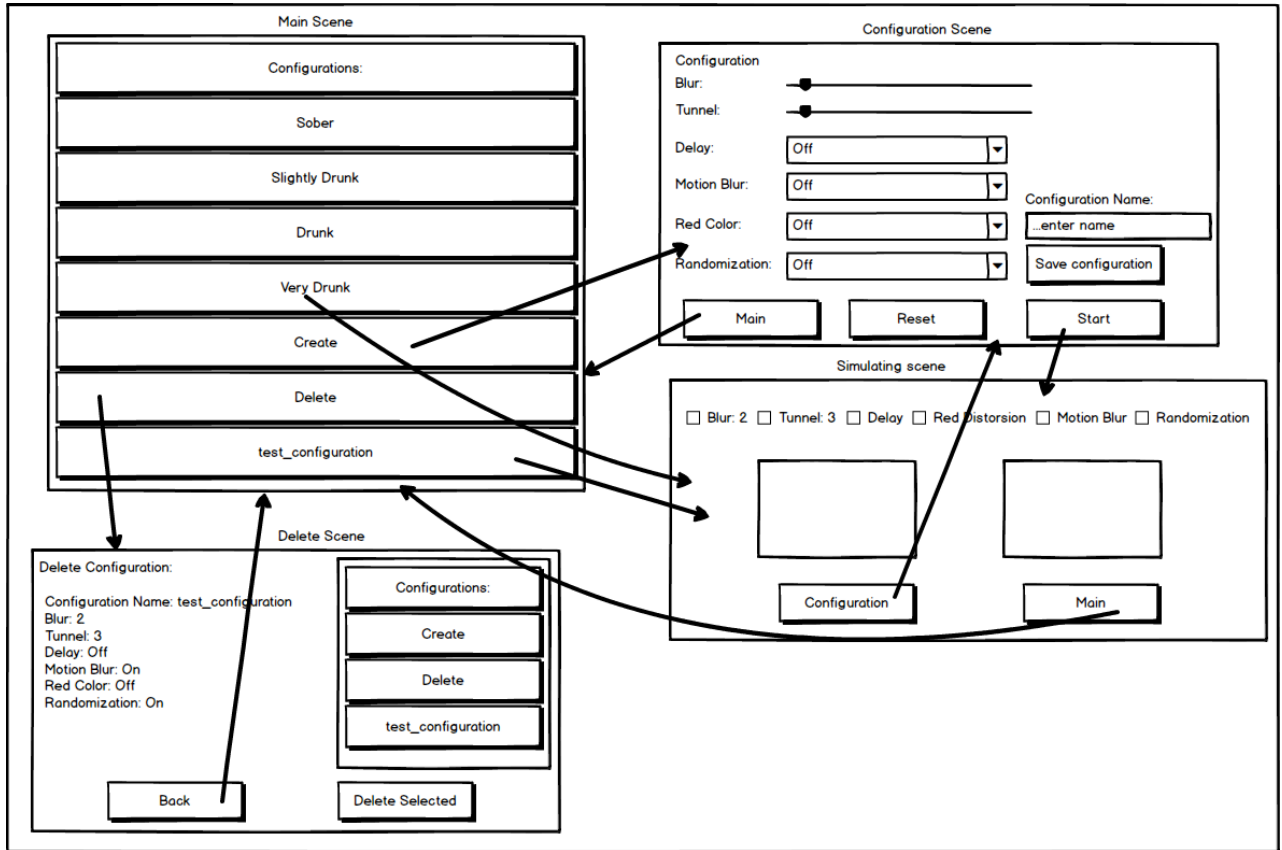 Main Scene
Configurations:
Sober
Slightly Drunk
Drunk
Very Drunk
Create
Delete
test_configuration
Configuration Scene
Configuration
Blur:
Tunnel:
Delay: Off
Motion Blur: Off
Configuration Name:
Red Color: Off ...enter name
Randomization: Off Save configuration
Main Reset Start
Simulating scene
Blur: 2 Tunnel: 3 Delay Red Distorsion Motion Blur Randomization
Configuration Main
Delete Scene
Delete Configuration:
Configuration Name: test_configuration
Blur: 2
Tunnel: 3
Delay: Off
Motion Blur: On
Red Color: Off
Randomization: On
Configurations:
Create
Delete
test_configuration
Back Delete Selected